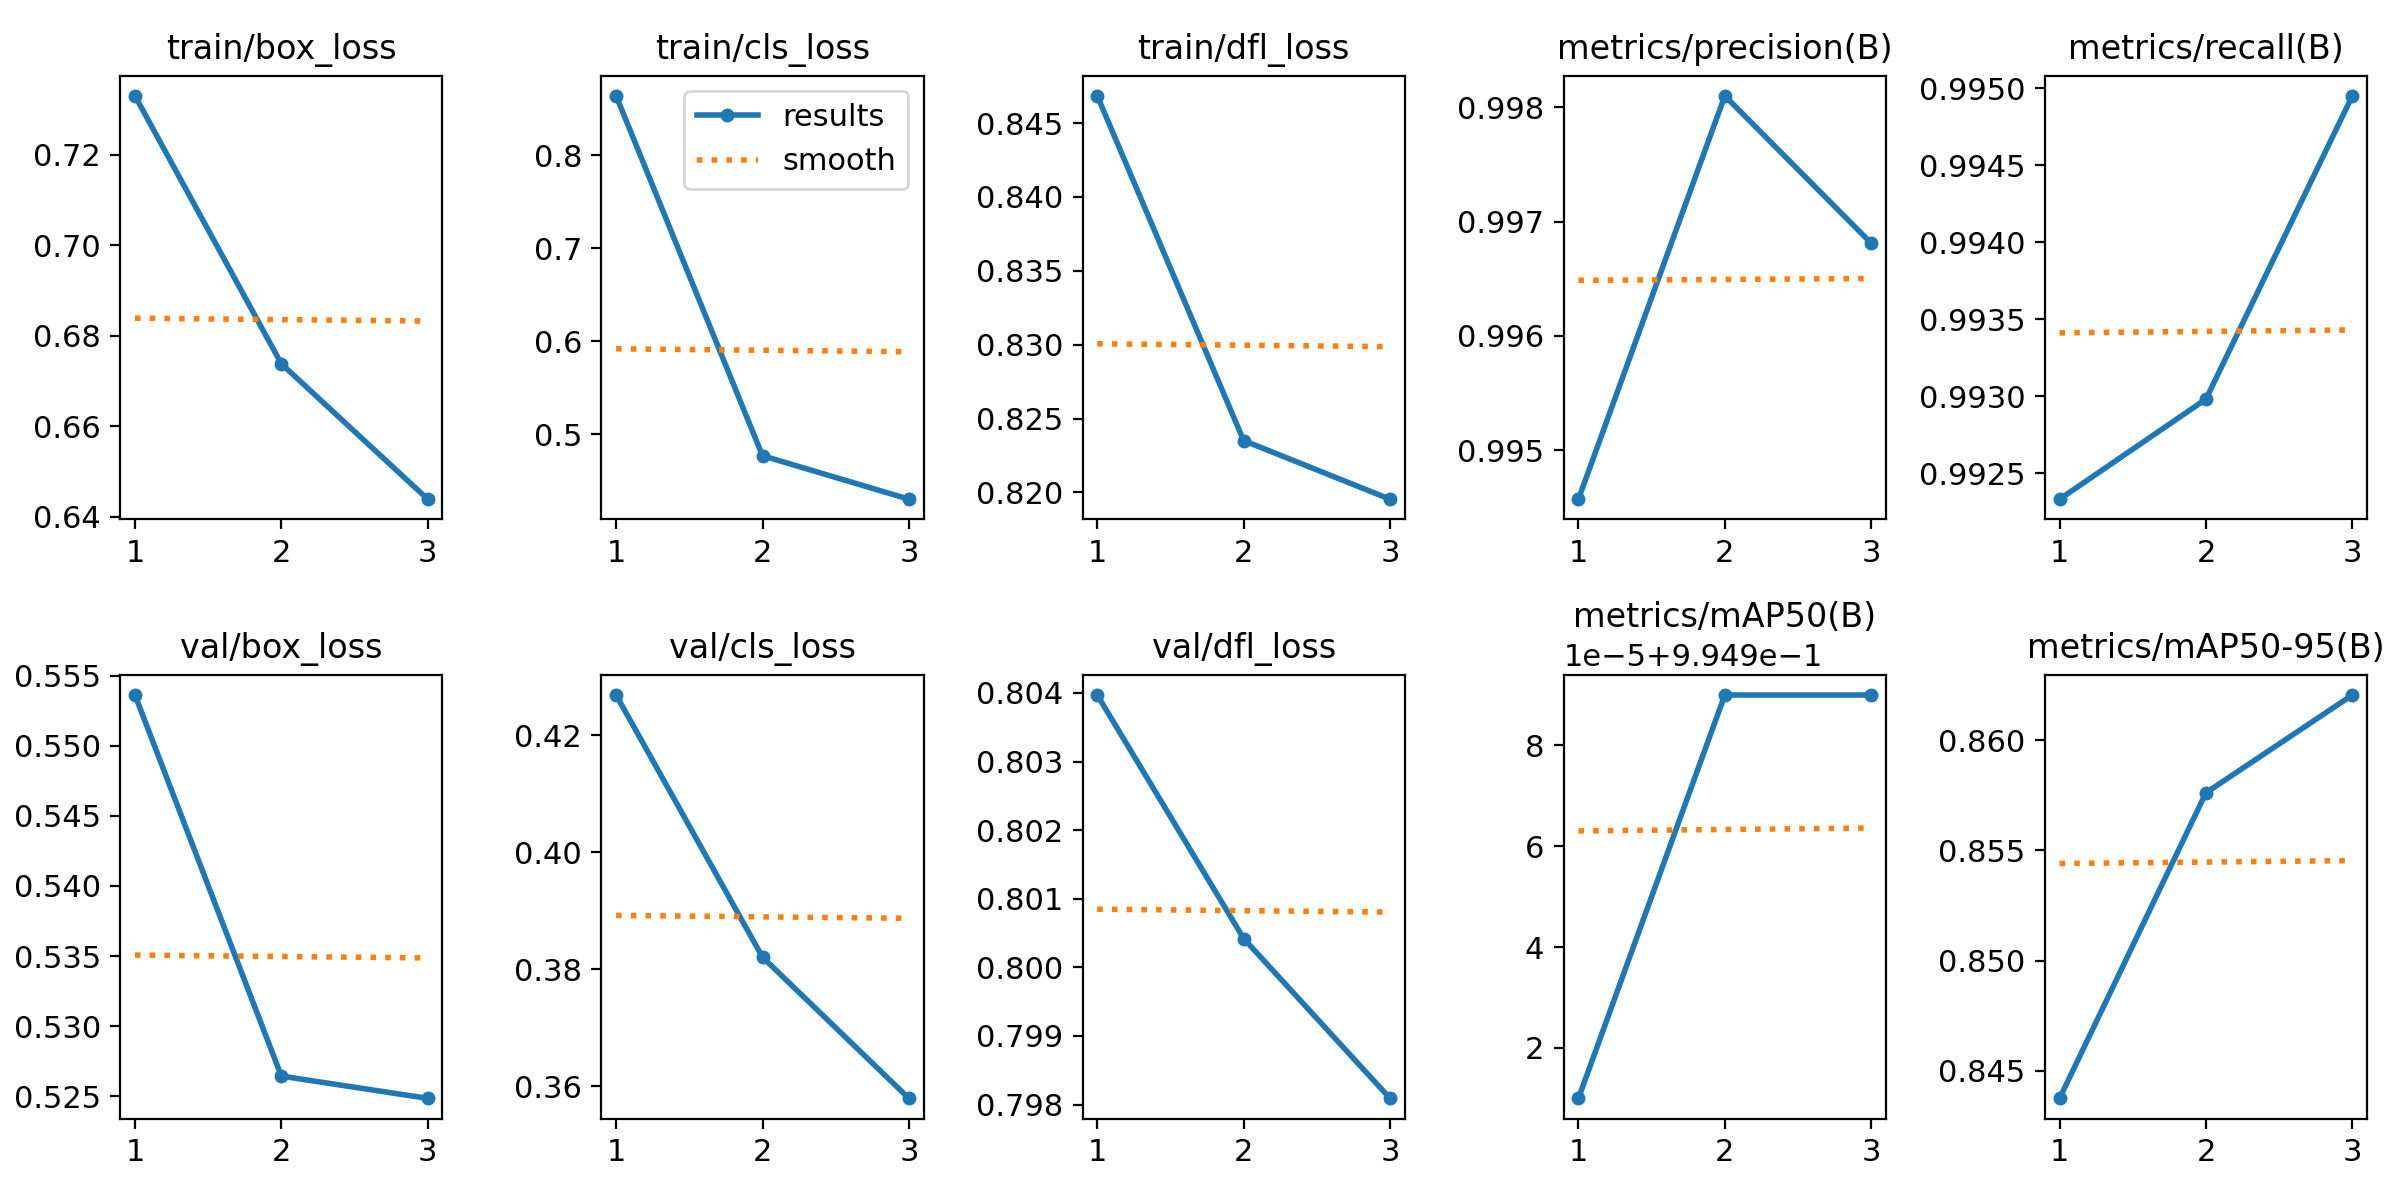 train/box_loss
0.72
0.70
0.68
0.66
0.64
1 2 3
train/cls_loss
results
smooth
0.8
0.7
0.6
0.5
1 2 3
train/dfl_loss
0.845
0.840
0.835
0.830
0.825
0.820
1 2 3
metrics/precision(B)
0.998
0.997
0.996
0.995
1 2 3
metrics/recall(B)
0.9950
0.9945
0.9940
0.9935
0.9930
0.9925
1 2 3
val/box_loss
0.555
0.550
0.545
0.540
0.535
0.530
0.525
1 2 3
val/cls_loss
0.42
0.40
0.38
0.36
1 2 3
val/dfl_loss
0.804
0.803
0.802
0.801
0.800
0.799
0.798
1 2 3
metrics/mAP50(B)
1e−5+9.949e−1
8
6
4
2
1 2 3
metrics/mAP50-95(B)
0.860
0.855
0.850
0.845
1 2 3